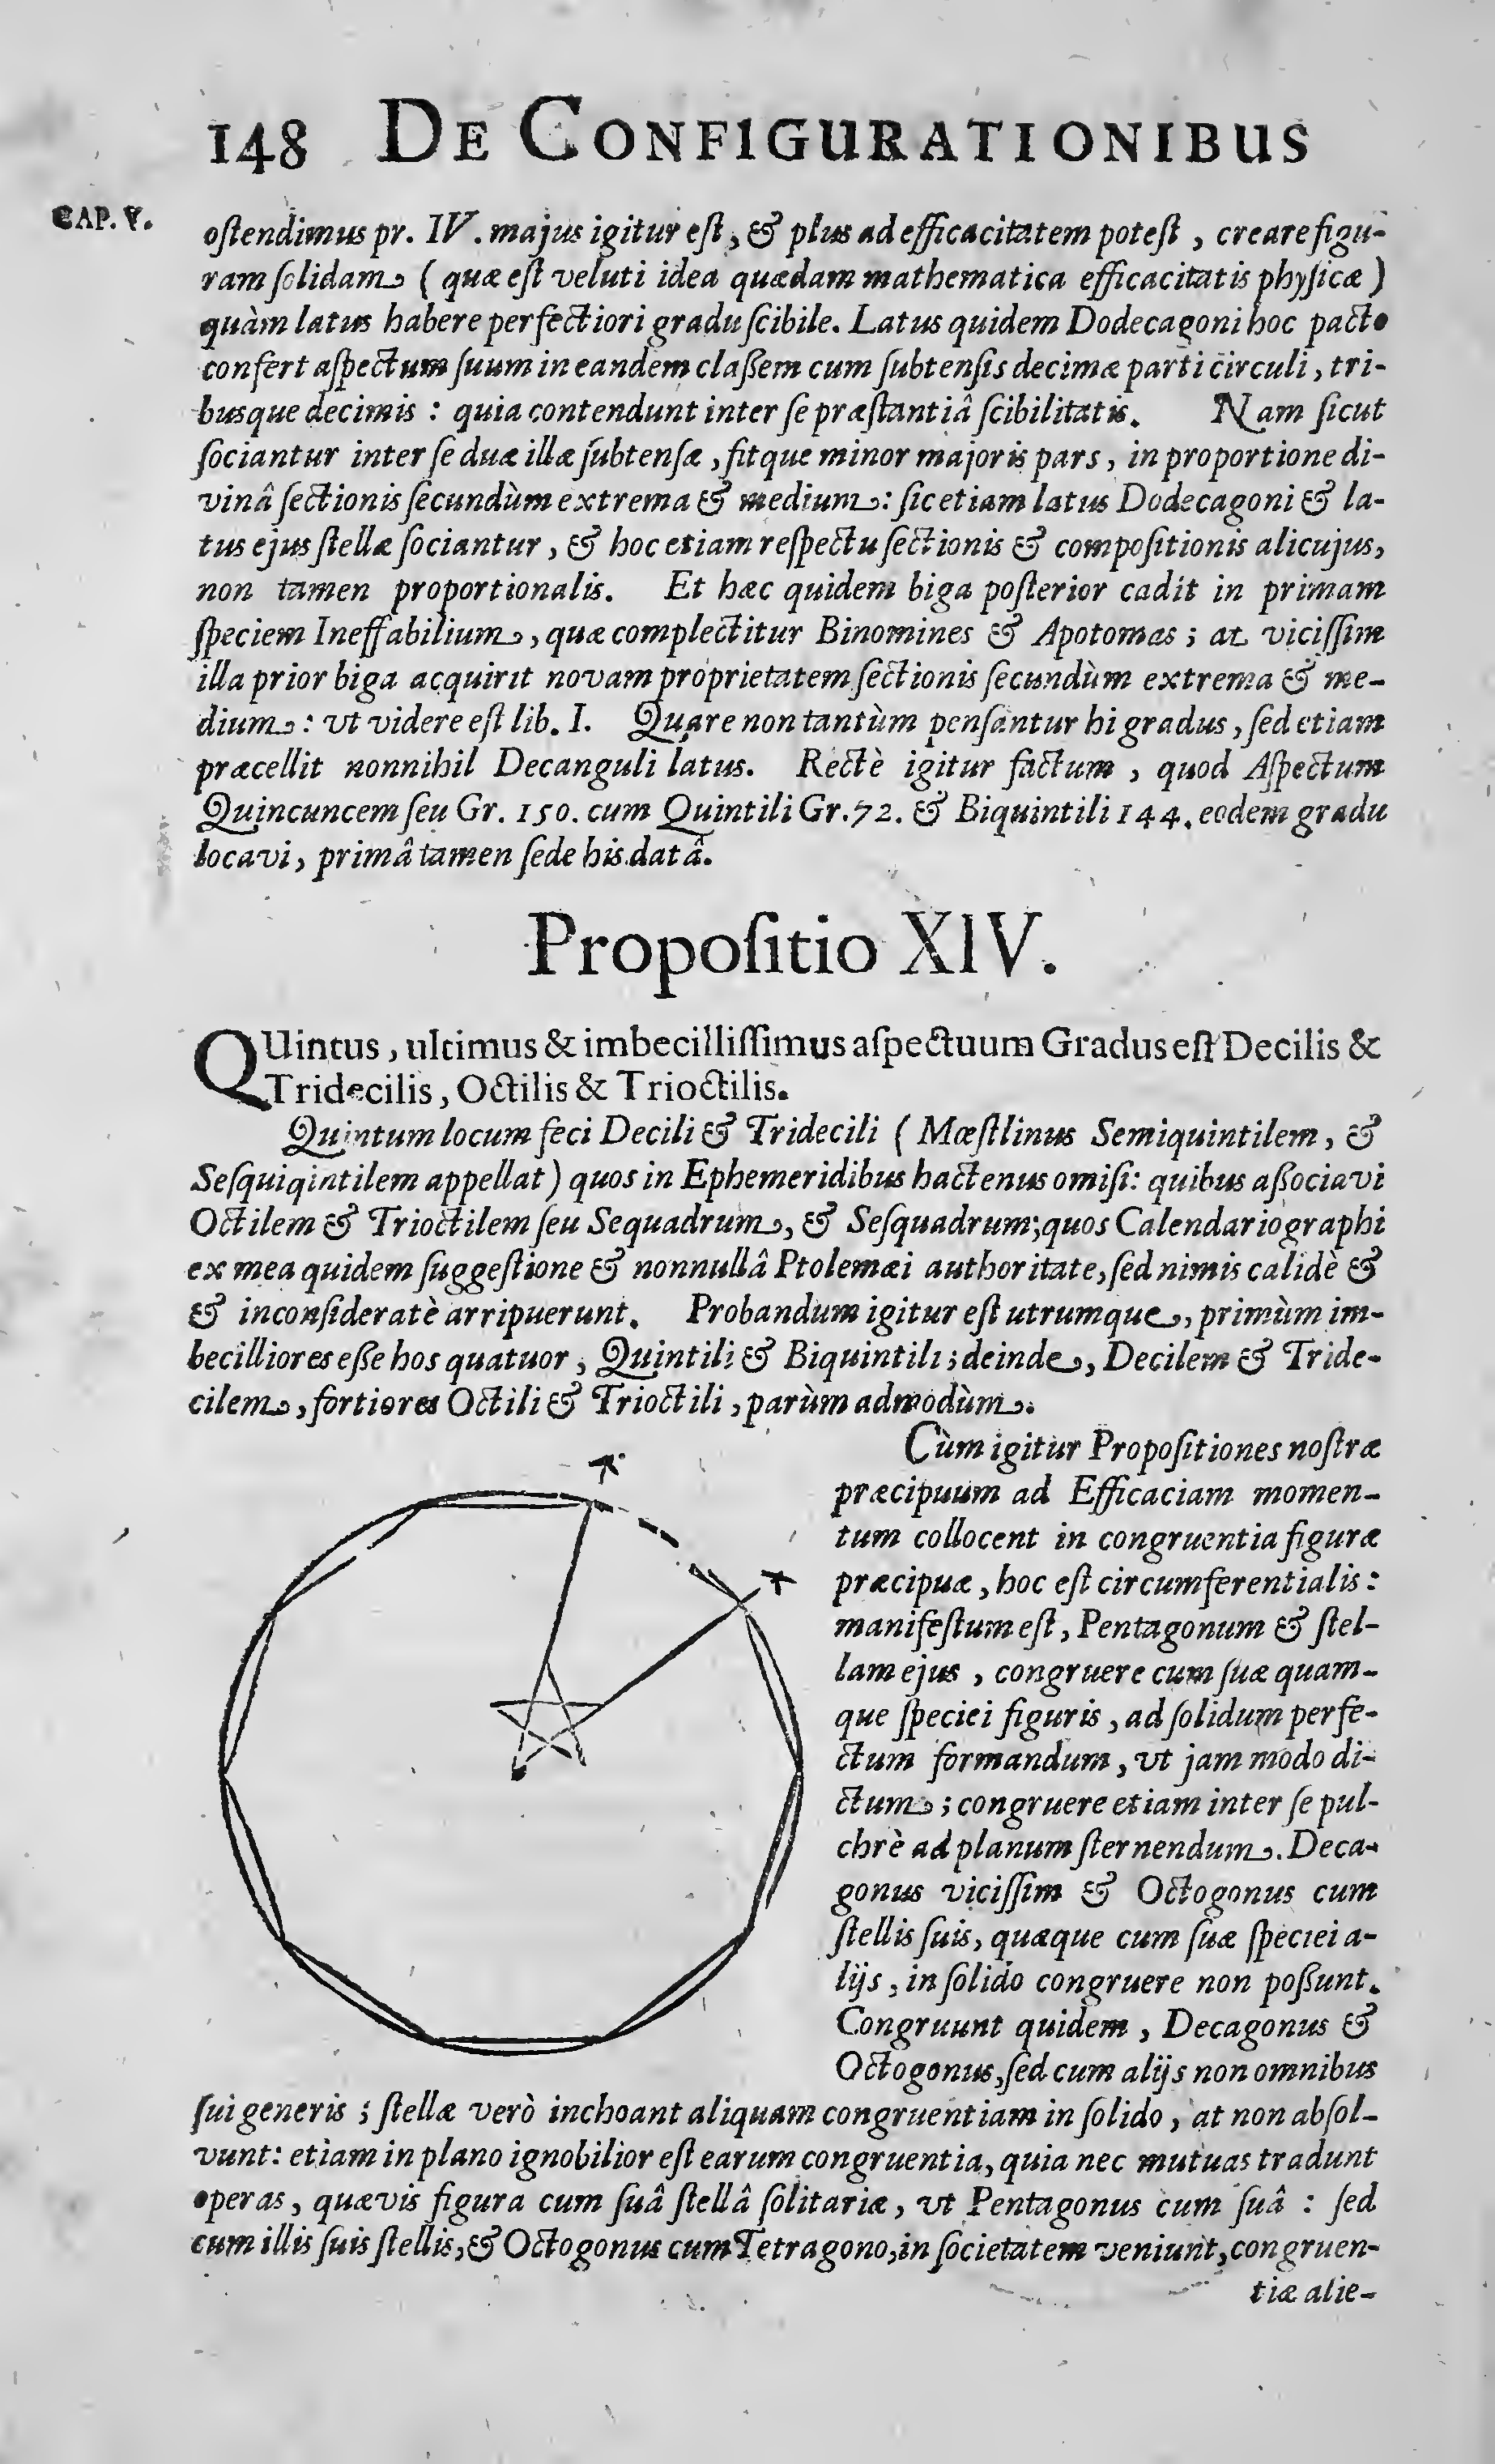 148 DE CONFIGURATIONIBUS
CAP. V.
oſtendimus pr. IV. majus igitur eſt, & plus ad efficacitatem poteſt, creare figu-
ram ſolidam ( quæ eſt veluti idea quædam mathematica efficacitatis phyſicæ )
quàm latus habere perfectiori gradu ſcibile. Latus quidem Dodecagoni hoc pacto
confert aſpectum ſuum in eandem claſſem cum ſubtenſis decimæ parti circuli, tri-
busque decimis : quia contendunt inter ſe præſtantiâ ſcibilitatis. Nam ſicut
ſociantur inter ſe duæ illæ ſubtenſæ, fitque minor majoris pars, in proportione di-
vinâ ſectionis ſecundùm extrema & medium: ſic etiam latus Dodecagoni & la-
tus ejus ſtellæ ſociantur, & hoc etiam reſpectu ſectionis & compoſitionis alicujus,
non tamen proportionalis. Et hæc quidem biga poſterior cadit in primam
ſpeciem Ineffabilium, quæ complectitur Binomines & Apotomas ; at viciſſim
illa prior biga acquirit novam proprietatem ſectionis ſecundùm extrema & me-
dium: ut videre eſt lib. I. Quare non tantùm penſantur hi gradus, ſed etiam
præcellit nonnihil Decanguli latus. Rectè igitur factum, quod Aſpectum
Quincuncem ſeu Gr. 150. cum Quintili Gr. 72. & Biquintili 144. eodem gradu
locavi, primâ tamen ſede his datâ.
Propoſitio XIV.
QUintus, ultimus & imbecilliſſimus aſpectuum Gradus eſt Decilis &
Tridecilis, Octilis & Trioctilis.
Quintum locum feci Decili & Tridecili ( Mæſtlinus Semiquintilem, &
Seſquiqintilem appellat ) quos in Ephemeridibus hactenus omiſi: quibus aſſociavi
Octilem & Trioctilem ſeu Sequadrum, & Seſquadrum; quos Calendariographi
ex mea quidem ſuggeſtione & nonnullâ Ptolemæi authoritate, ſed nimis calidè &
& inconſideratè arripuerunt. Probandum igitur eſt utrumque, primùm im-
becilliores eſſe hos quatuor, Quintili & Biquintili ; deinde, Decilem & Tride-
cilem, fortiores Octili & Trioctili, parùm admodùm.
Cùm igitur Propoſitiones noſtræ
præcipuum ad Efficaciam momen-
tum collocent in congruentia figuræ
præcipuæ, hoc eſt circumferentialis :
manifeſtum eſt, Pentagonum & ſtel-
lam ejus, congruere cum ſuæ quam-
que ſpeciei figuris, ad ſolidum perfe-
ctum formandum, ut jam modo di-
ctum ; congruere etiam inter ſe pul-
chrè ad planum ſternendum. Deca-
gonus viciſſim & Octogonus cum
ſtellis ſuis, quæque cum ſuæ ſpeciei a-
lijs, in ſolido congruere non poſſunt.
Congruunt quidem, Decagonus &
Octogonus, ſed cum alijs non omnibus
ſui generis ; ſtellæ verò inchoant aliquam congruentiam in ſolido, at non abſol-
vunt: etiam in plano ignobilior eſt earum congruentia, quia nec mutuas tradunt
operas, quævis figura cum ſuâ ſtellâ ſolitariæ, ut Pentagonus cum ſuâ : ſed
cum illis ſuis ſtellis, & Octogonus cum Tetragono, in ſocietatem veniunt, congruen-
tiæ alie-